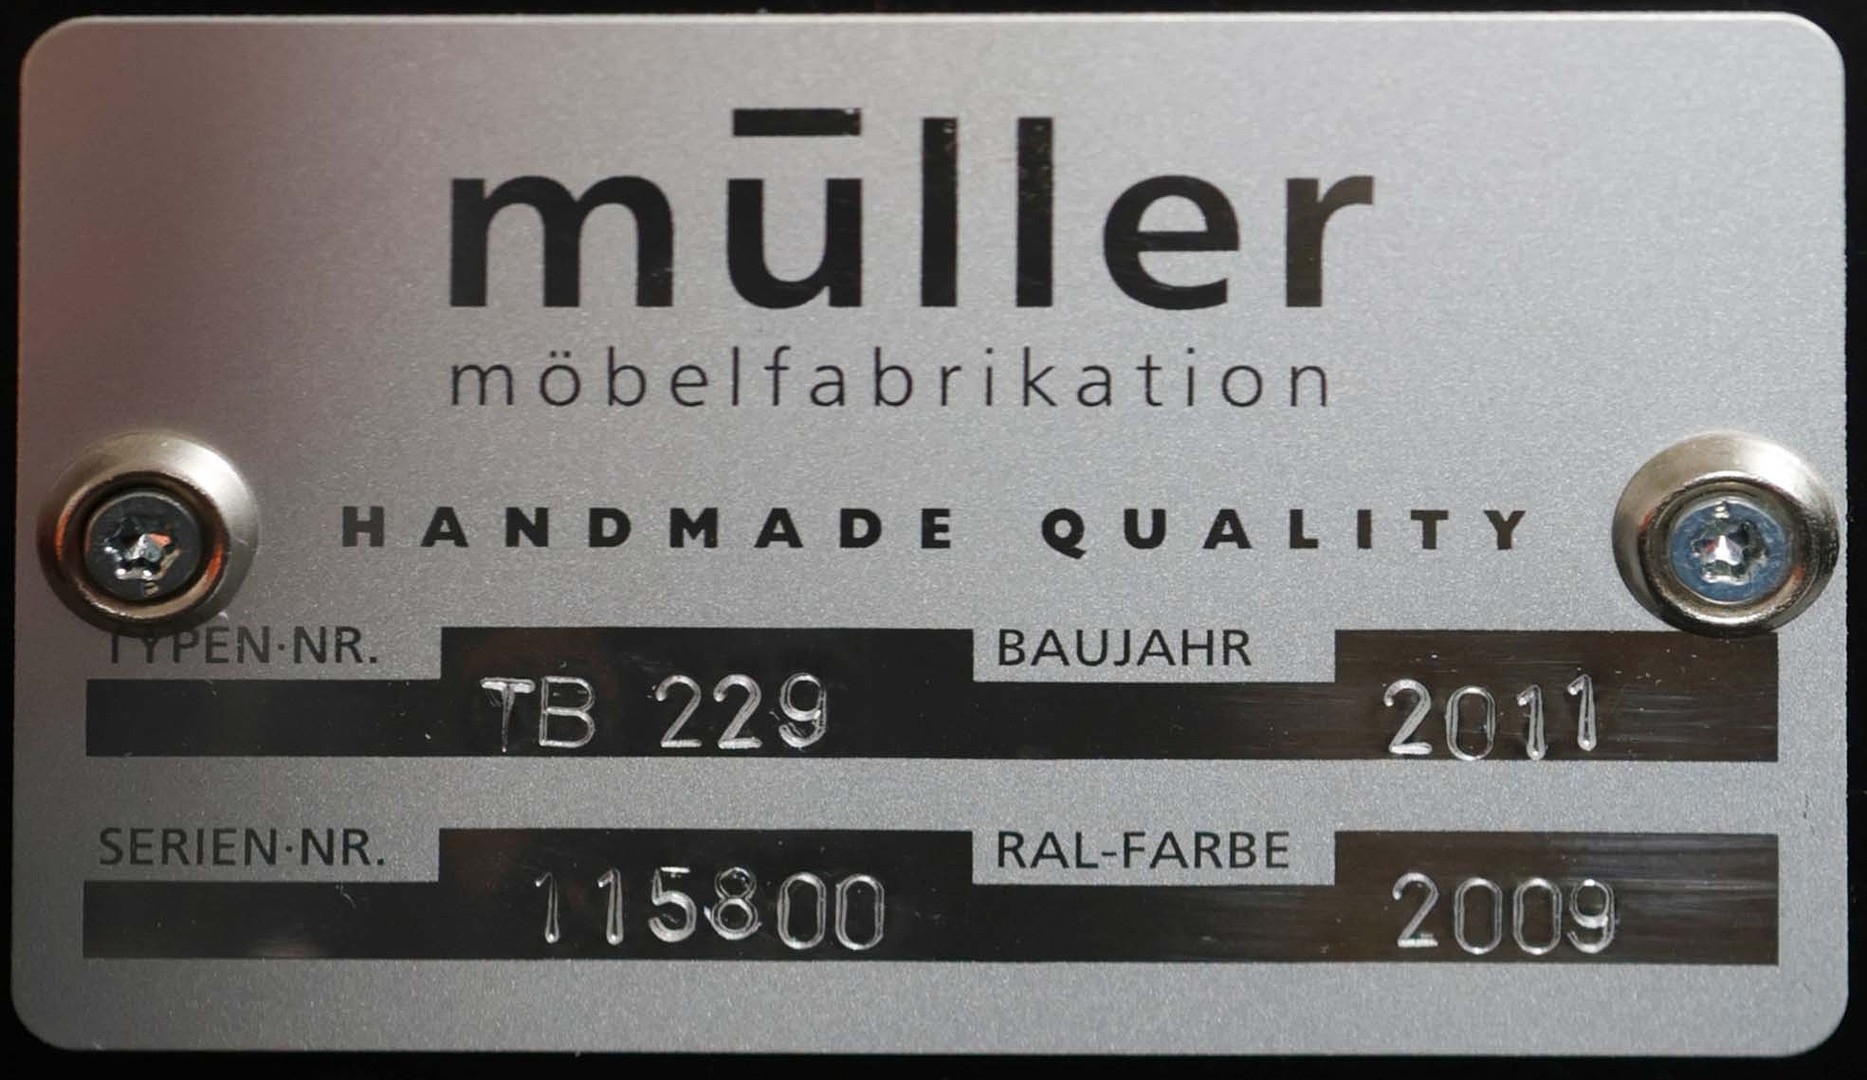 müller
möbelfabrikation
HANDMADE QUALITY
TYPEN·NR. TB 229 BAUJAHR 2011
SERIEN·NR. 115800 RAL-FARBE 2009